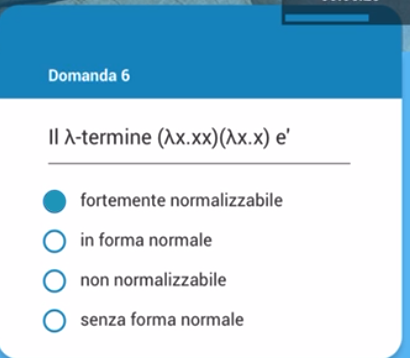 Domanda 6
Il λ-termine (λx.xx)(λx.x) e'
fortemente normalizzabile
in forma normale
non normalizzabile
senza forma normale